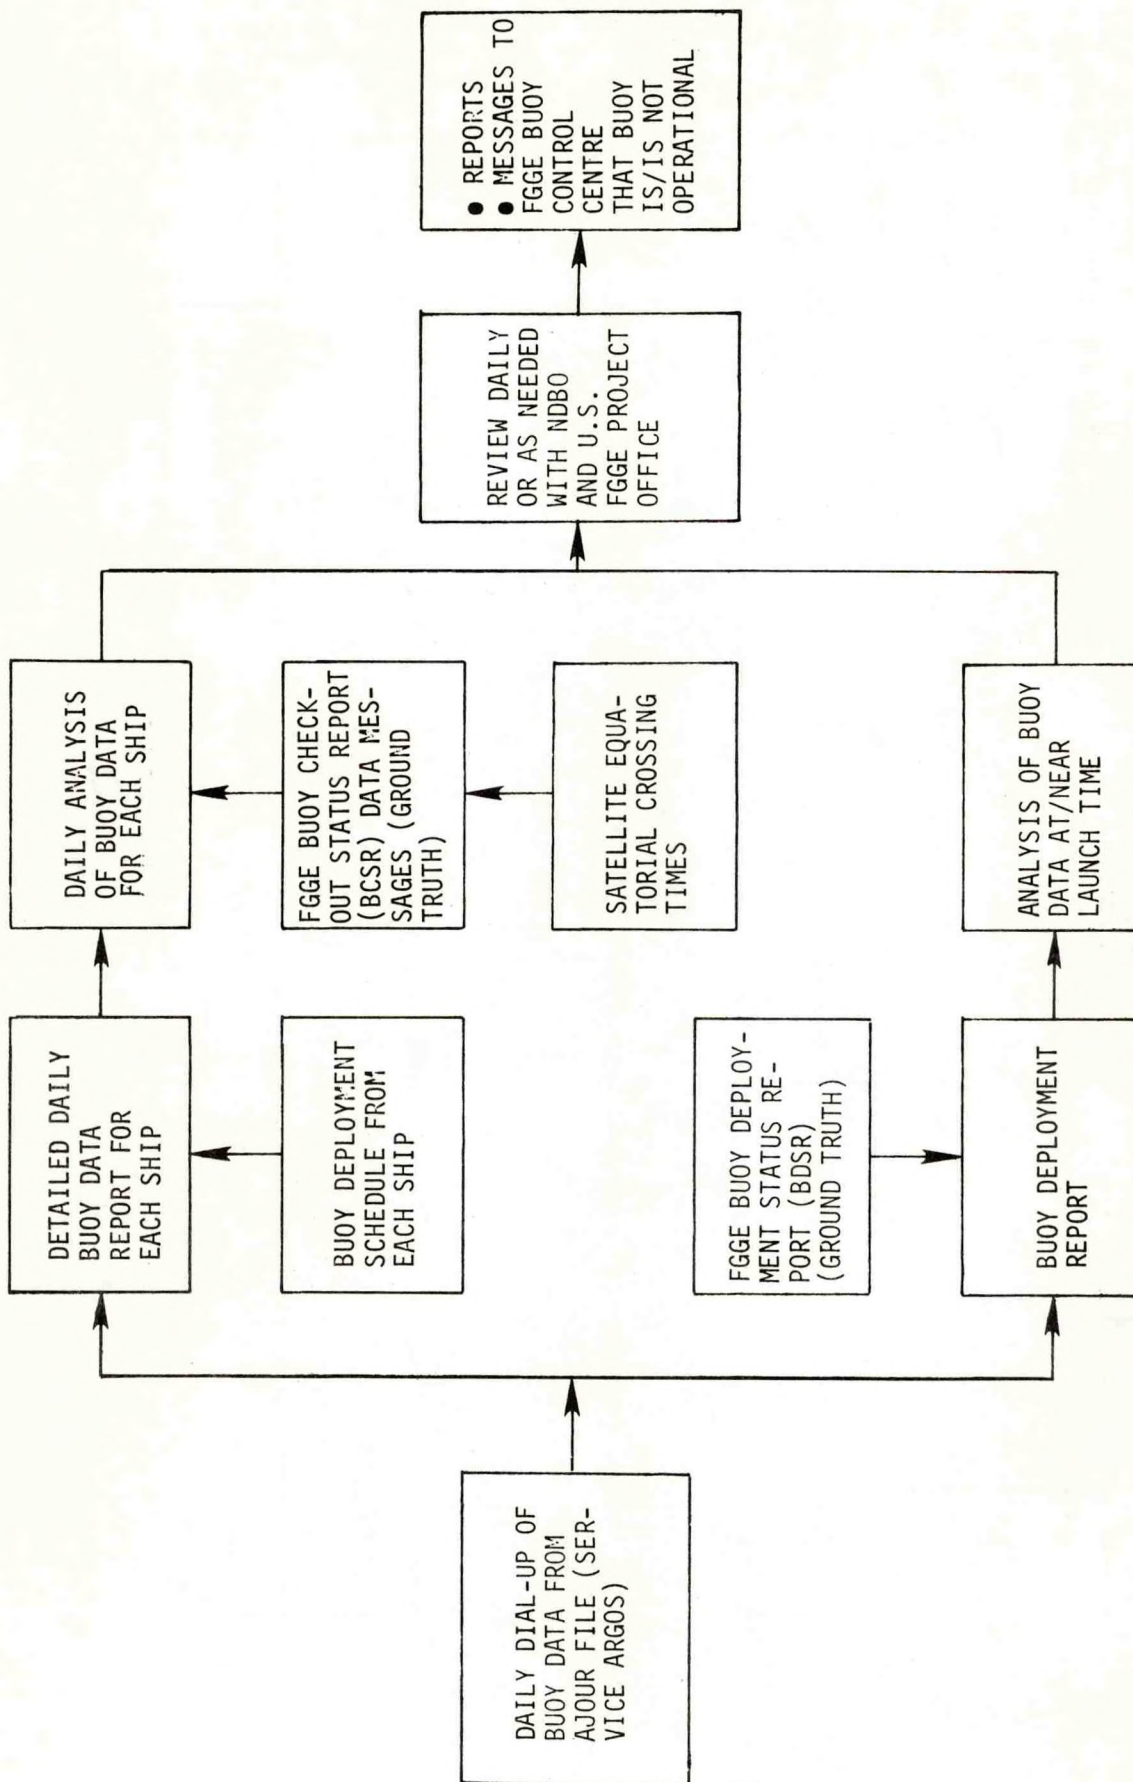 DAILY DIAL-UP OF
BUOY DATA FROM
AJOUR FILE (SER-
VICE ARGOS)
DETAILED DAILY
BUOY DATA
REPORT FOR
EACH SHIP
BUOY DEPLOYMENT
SCHEDULE FROM
EACH SHIP
FGGE BUOY DEPLOY-
MENT STATUS RE-
PORT (BDSR)
(GROUND TRUTH)
BUOY DEPLOYMENT
REPORT
DAILY ANALYSIS
OF BUOY DATA
FOR EACH SHIP
FGGE BUOY CHECK-
OUT STATUS REPORT
(BCSR) DATA MES-
SAGES (GROUND
TRUTH)
SATELLITE EQUA-
TORIAL CROSSING
TIMES
ANALYSIS OF BUOY
DATA AT/NEAR
LAUNCH TIME
REVIEW DAILY
OR AS NEEDED
WITH NDBO
AND U.S.
FGGE PROJECT
OFFICE
● REPORTS
● MESSAGES TO
FGGE BUOY
CONTROL
CENTRE
THAT BUOY
IS/IS NOT
OPERATIONAL